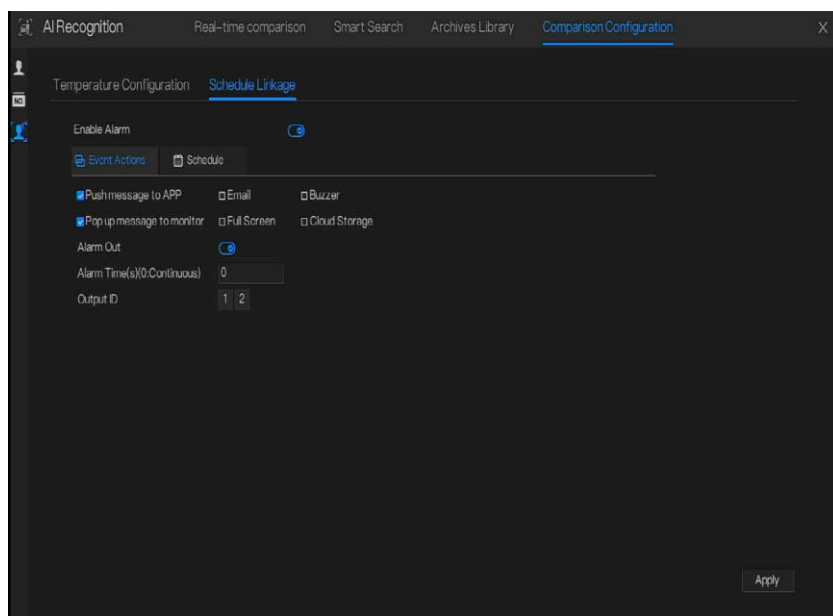 AI Recognition Real-time comparison Smart Search Archives Library Comparison Configuration X
NO.
Temperature Configuration Schedule Linkage
Enable Alarm
Event Actions Schedule
Push message to APP Email Buzzer
Pop up message to monitor Full Screen Cloud Storage
Alarm Out
Alarm Time(s)(0:Continuous) 0
Output ID 1 2
Apply